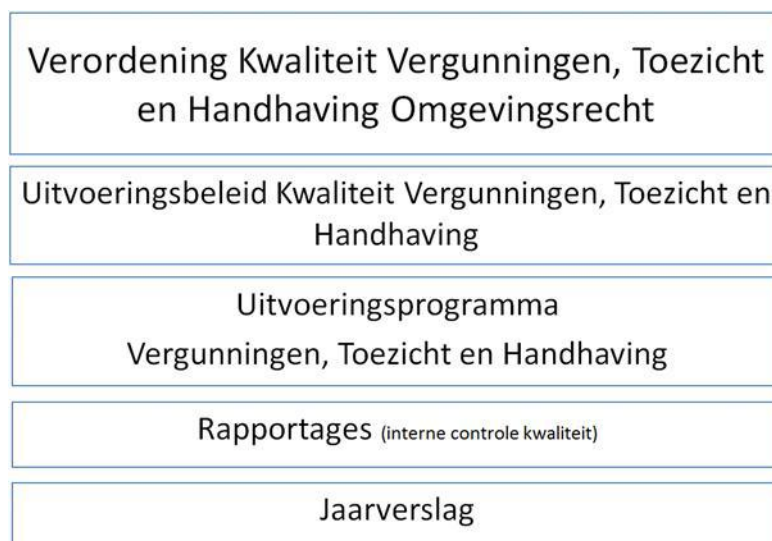 Verordening Kwaliteit Vergunningen, Toezicht
en Handhaving Omgevingsrecht
Uitvoeringsbeleid Kwaliteit Vergunningen, Toezicht en
Handhaving
Uitvoeringsprogramma
Vergunningen, Toezicht en Handhaving
Rapportages (interne controle kwaliteit)
Jaarverslag